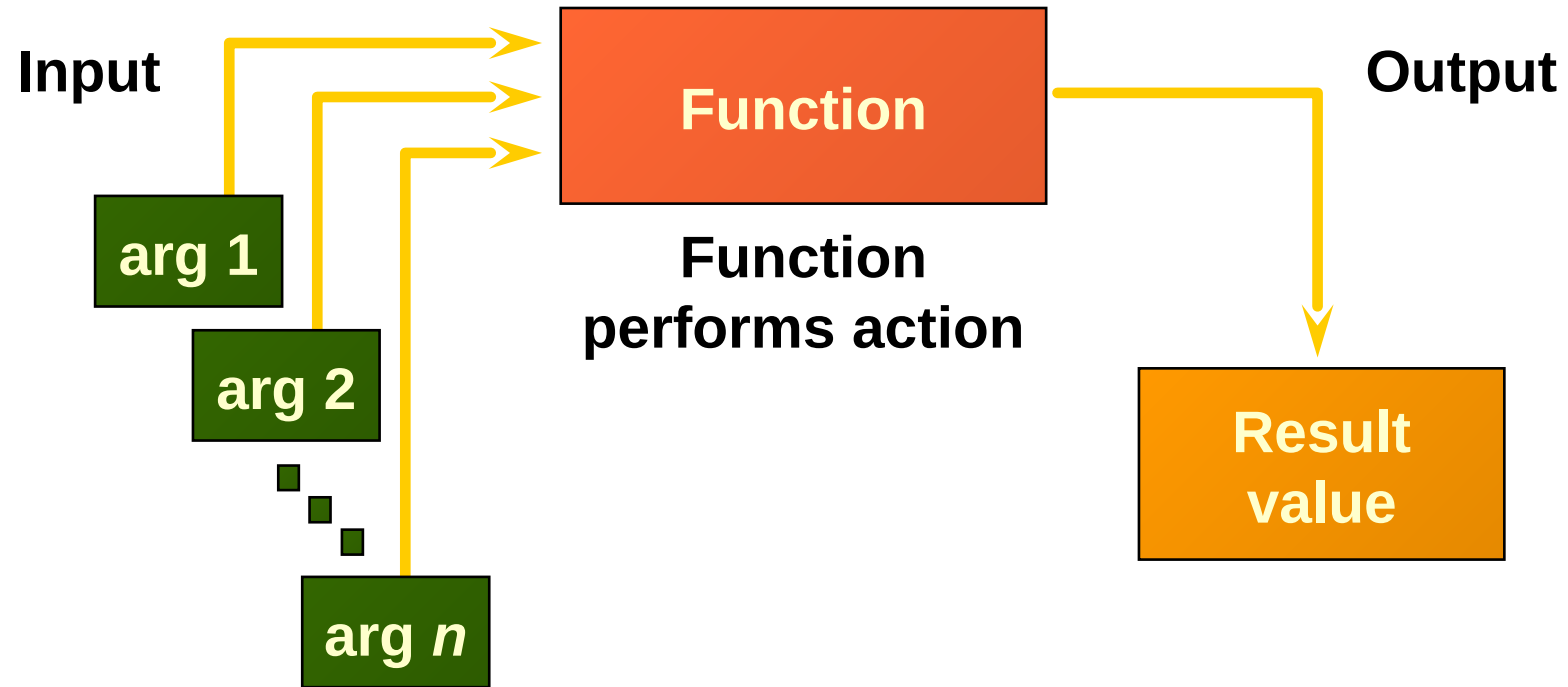 Input
Function
Output
arg 1
Function
performs action
arg 2
Result
value
arg n